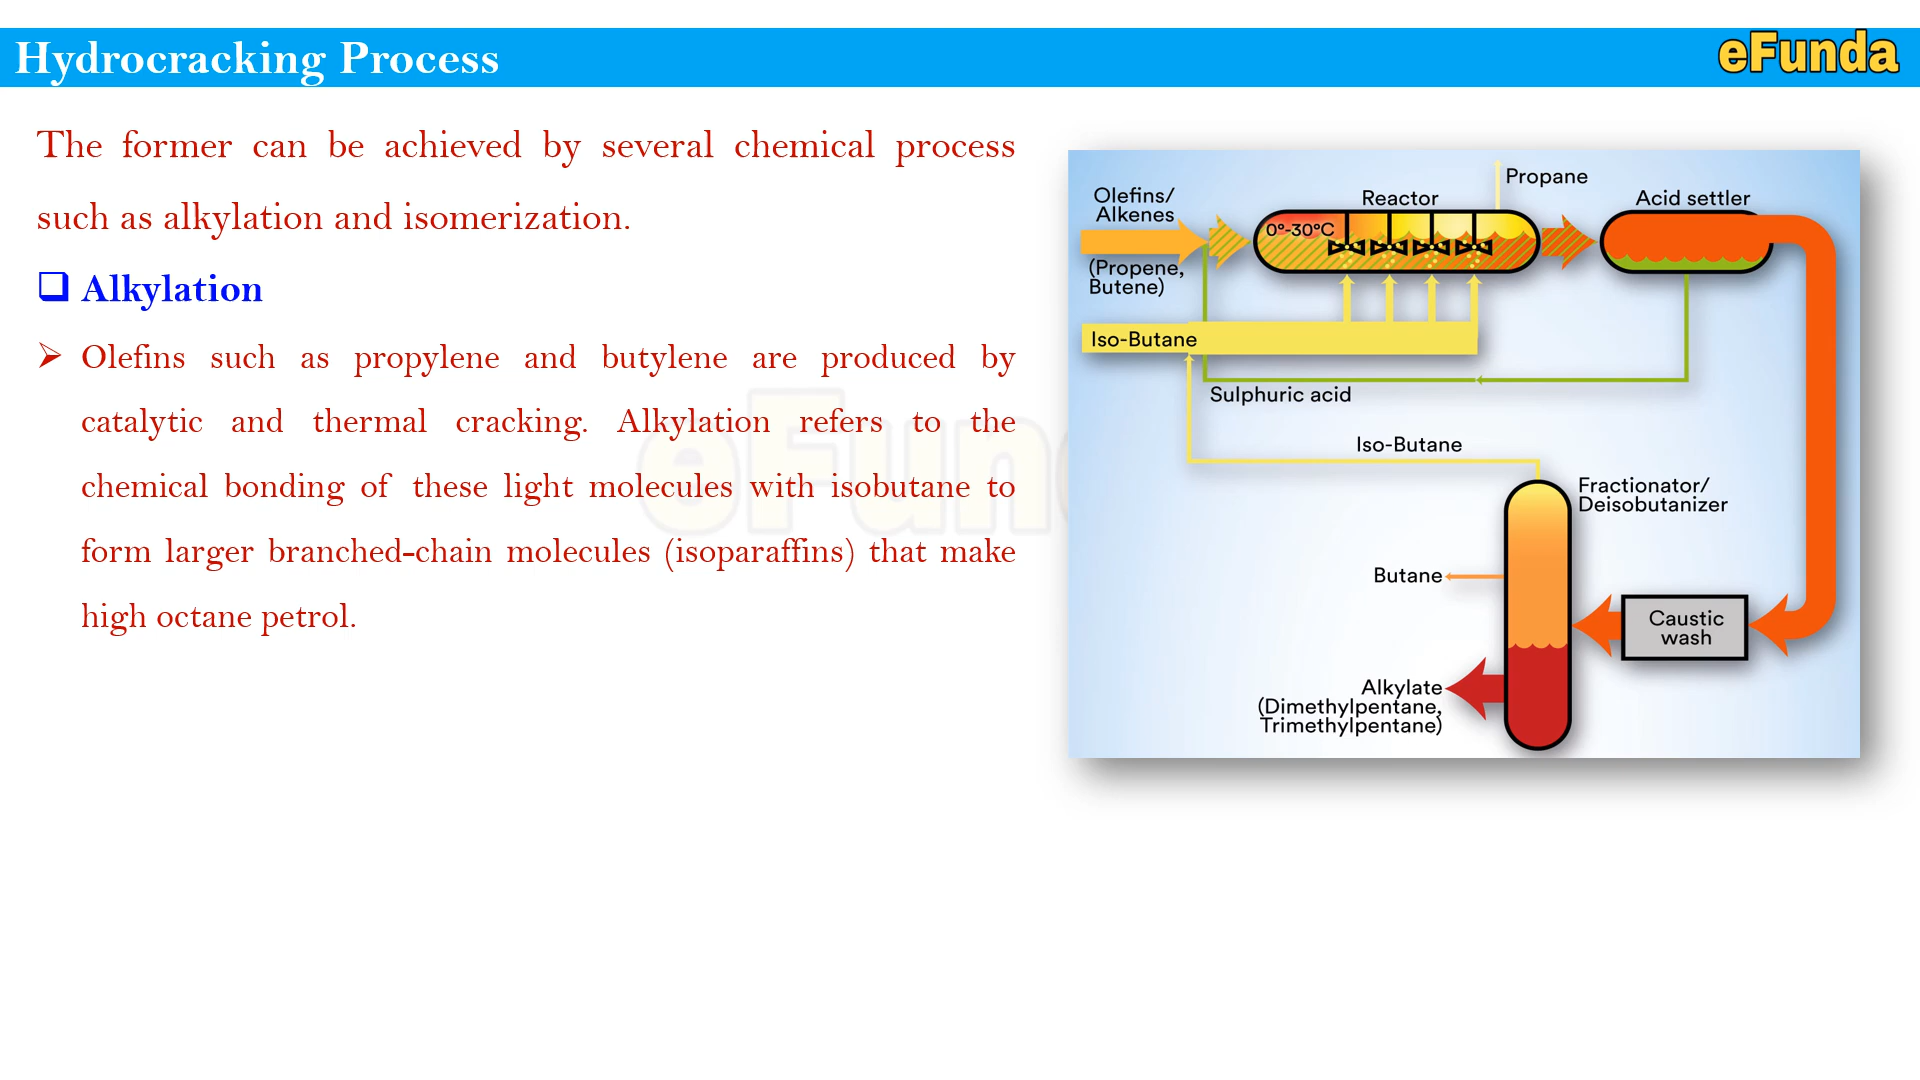 Hydrocracking Process
eFunda
The former can be achieved by several chemical process
such as alkylation and isomerization.
Alkylation
Olefins such as propylene and butylene are produced by
catalytic and thermal cracking. Alkylation refers to the
chemical bonding of these light molecules with isobutane to
form larger branched-chain molecules (isoparaffins) that make
high octane petrol.
eFun
Olefins/
Alkenes
(Propene,
Butene)
Reactor
0°-30°C
Propane
Acid settler
Iso-Butane
Sulphuric acid
Iso-Butane
Fractionator/
Deisobutanizer
Butane
Caustic
wash
Alkylate
(Dimethylpentane,
Trimethylpentane)